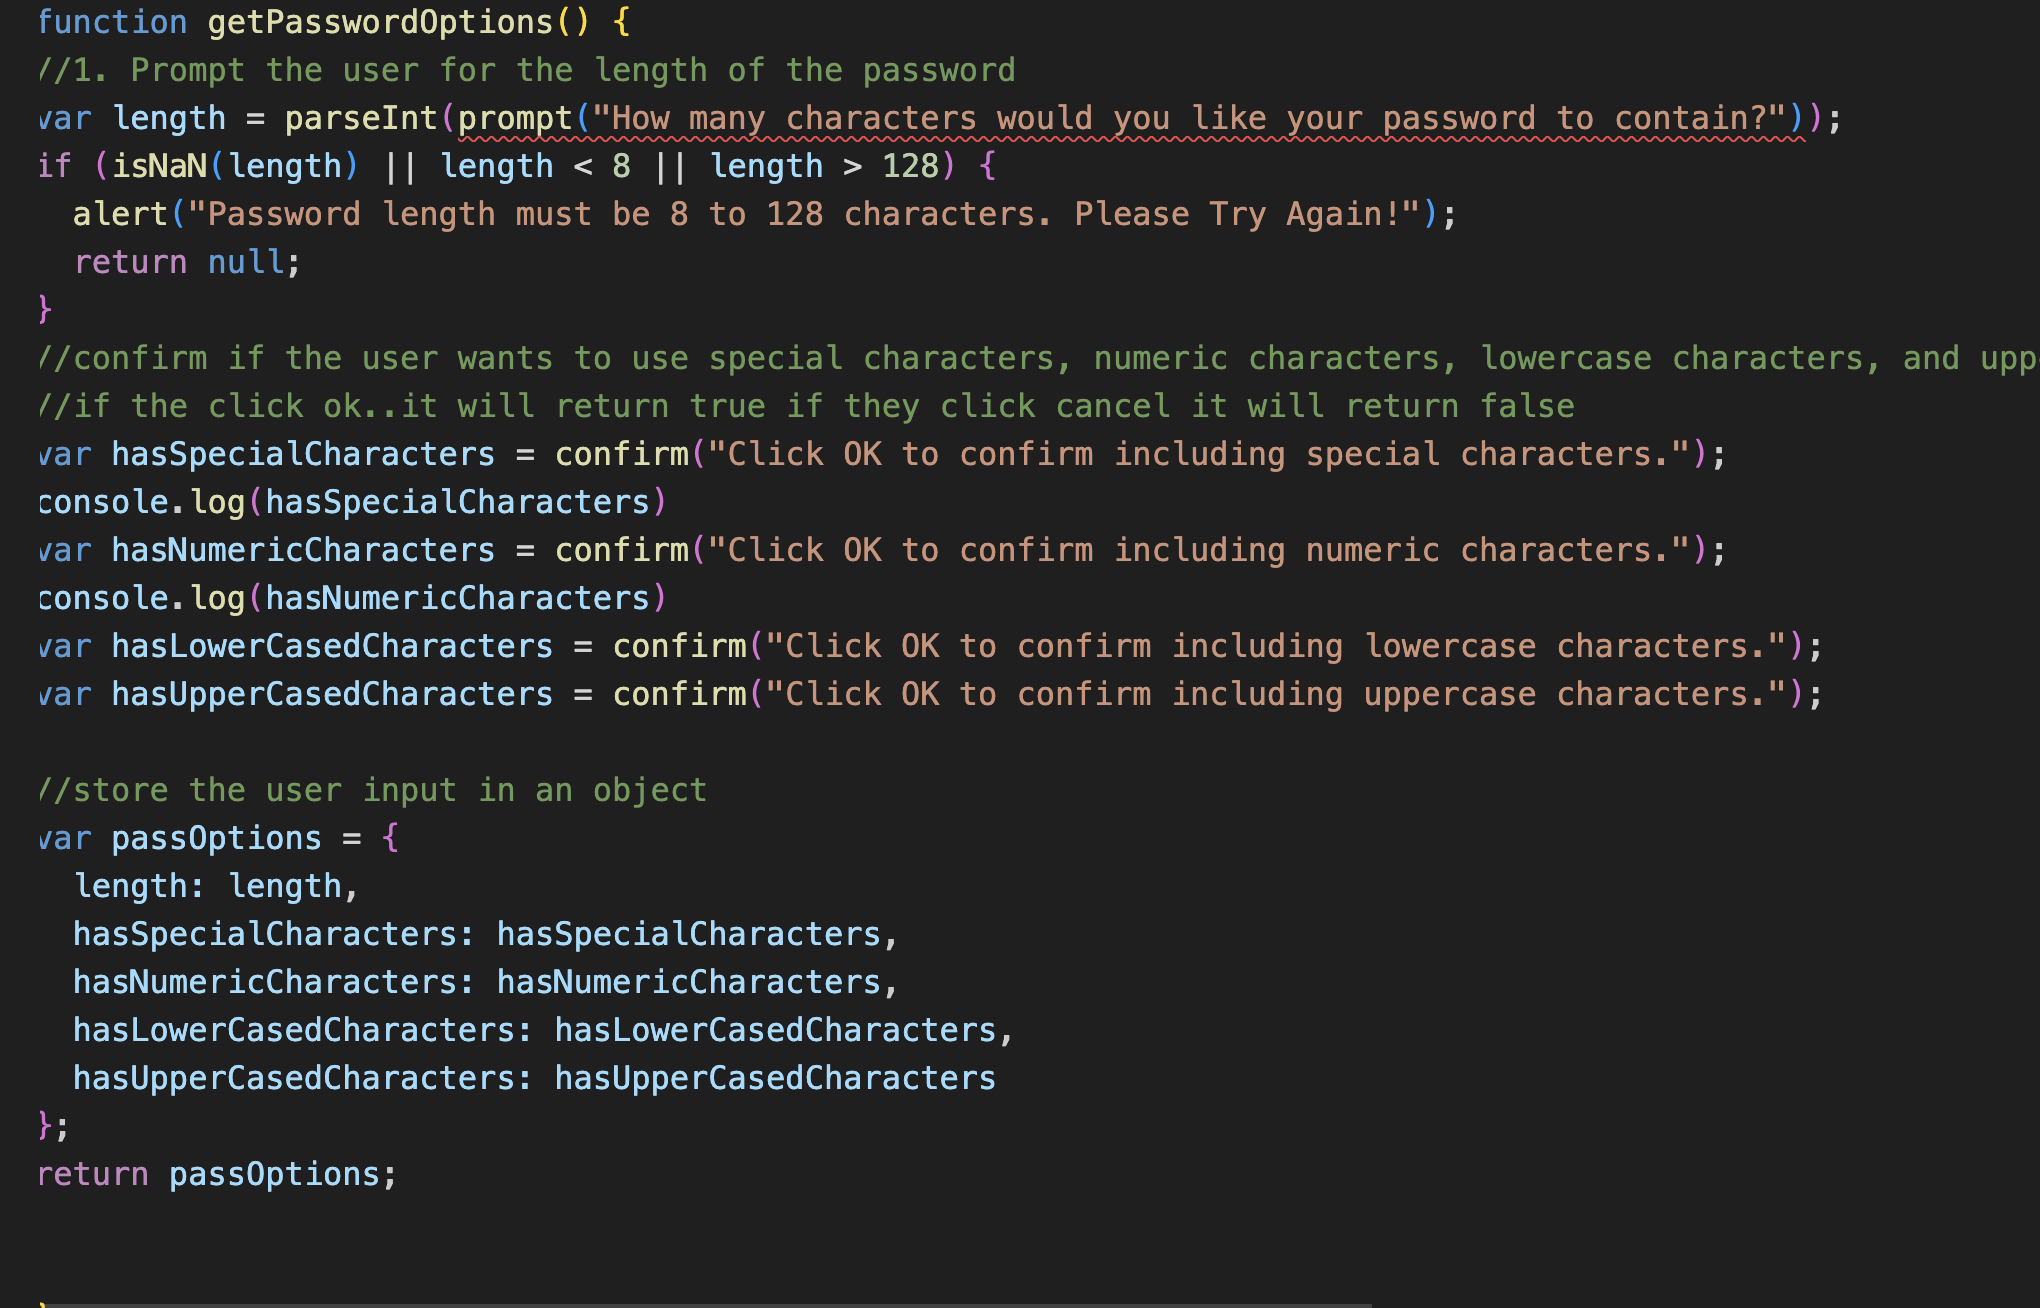 function getPasswordOptions() {
//1. Prompt the user for the length of the password
var length = parseInt(prompt("How many characters would you like your password to contain?"));
if (isNaN(length) || length < 8 || length > 128) {
  alert("Password length must be 8 to 128 characters. Please Try Again!");
  return null;
}
//confirm if the user wants to use special characters, numeric characters, lowercase characters, and upp
//if the click ok..it will return true if they click cancel it will return false
var hasSpecialCharacters = confirm("Click OK to confirm including special characters.");
console.log(hasSpecialCharacters)
var hasNumericCharacters = confirm("Click OK to confirm including numeric characters.");
console.log(hasNumericCharacters)
var hasLowerCasedCharacters = confirm("Click OK to confirm including lowercase characters.");
var hasUpperCasedCharacters = confirm("Click OK to confirm including uppercase characters.");
//store the user input in an object
var passOptions = {
  length: length,
  hasSpecialCharacters: hasSpecialCharacters,
  hasNumericCharacters: hasNumericCharacters,
  hasLowerCasedCharacters: hasLowerCasedCharacters,
  hasUpperCasedCharacters: hasUpperCasedCharacters
};
return passOptions;